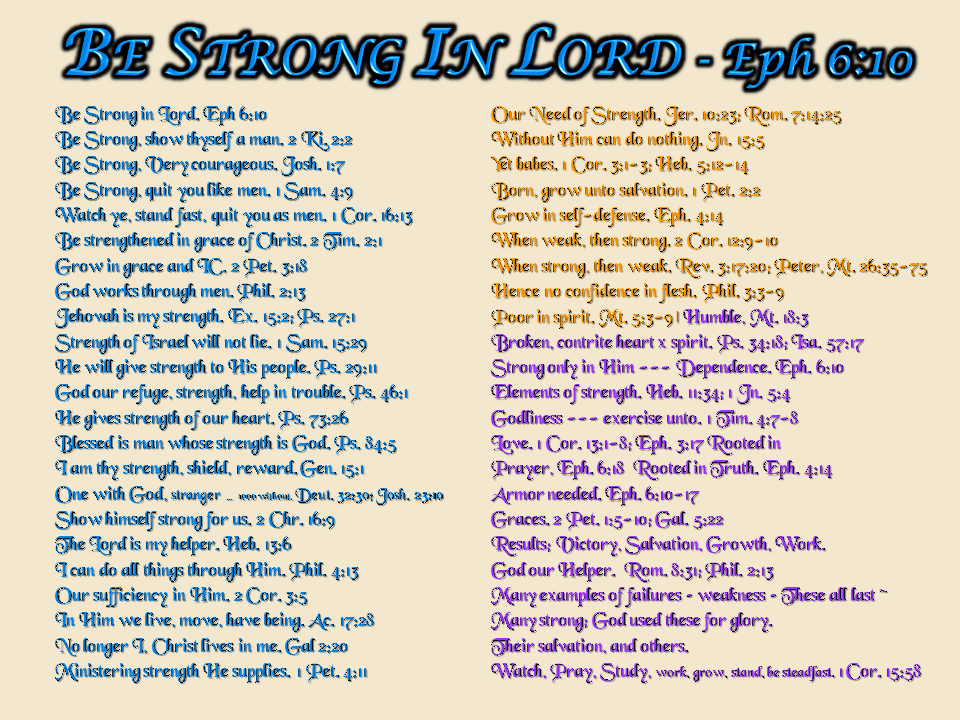 Be Strong In Lord - Eph 6:10
Be Strong in Lord, Eph 6:10
Be Strong, show thyself a man, 2 Ki, 2:2
Be Strong, Very courageous, Josh, 1:7
Be Strong, quit you like men, 1 Sam, 4:9
Watch ye, stand fast, quit you as men, 1 Cor, 16:13
Be strengthened in grace of Christ, 2 Tim, 2:1
Grow in grace and JC, 2 Pet, 3:18
God works through men, Phil, 2:13
Jehovah is my strength, Ex, 15:2; Ps, 27:1
Strength of Israel will not lie, 1 Sam, 15:29
He will give strength to His people, Ps, 29:11
God our refuge, strength, help in trouble, Ps, 46:1
He gives strength of our heart, Ps, 73:26
Blessed is man whose strength is God, Ps, 84:5
I am thy strength, shield, reward, Gen, 15:1
One with God, stranger ... 1000 without, Deut, 32:30; Josh, 23:10
Show himself strong for us, 2 Chr, 16:9
The Lord is my helper, Heb, 13:6
I can do all things through Him, Phil, 4:13
Our sufficiency in Him, 2 Cor, 3:5
In Him we live, move, have being, Ac, 17:28
No longer I, Christ lives in me, Gal 2:20
Ministering strength He supplies, 1 Pet, 4:11
Our Need of Strength, Jer, 10:23; Rom, 7:14:25
Without Him can do nothing, Jn, 15:5
Yet babes, 1 Cor, 3:1-3; Heb, 5:12-14
Born, grow unto salvation, 1 Pet, 2:2
Grow in self-defense, Eph, 4:14
When weak, then strong, 2 Cor, 12:9-10
When strong, then weak, Rev, 3:17:20; Peter, Mt, 26:35-75
Hence no confidence in flesh, Phil, 3:3-9
Poor in spirit, Mt, 5:3-9 | Humble, Mt, 18:3
Broken, contrite heart x spirit, Ps, 34:18; Isa, 57:17
Strong only in Him --- Dependence, Eph, 6:10
Elements of strength, Heb, 11:34; 1 Jn, 5:4
Godliness --- exercise unto, 1 Tim, 4:7-8
Love, 1 Cor, 13:1-8; Eph, 3:17 Rooted in
Prayer, Eph, 6:18 Rooted in Truth, Eph, 4:14
Armor needed, Eph, 6:10-17
Graces, 2 Pet, 1:5-10; Gal, 5:22
Results; Victory, Salvation, Growth, Work,
God our Helper, Rom, 8:31; Phil, 2:13
Many examples of failures - weakness - These all last ~
Many strong; God used these for glory,
Their salvation, and others,
Watch, Pray, Study, work, grow, stand, be steadfast, 1 Cor, 15:58